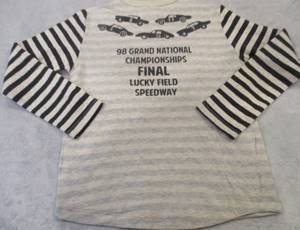 98 GRAND NATIONAL
CHAMPIONSHIPS
FINAL
LUCKY FIELD
SPEEDWAY